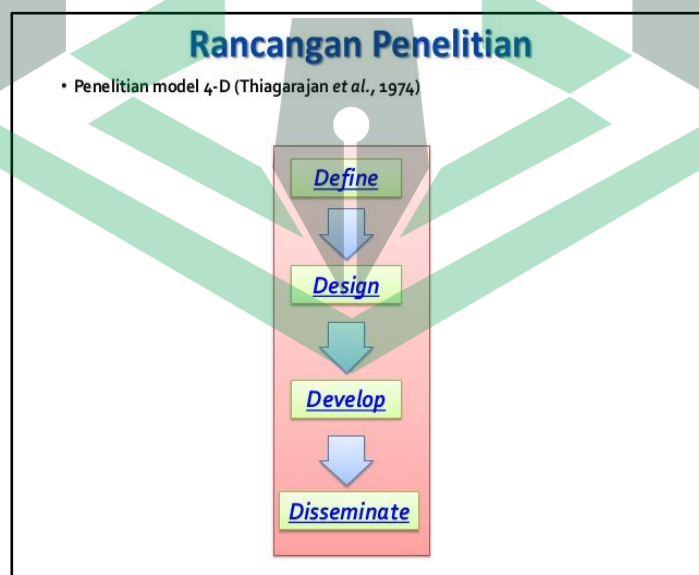 Rancangan Penelitian
• Penelitian model 4-D (Thiagarajan et al., 1974)
Define
Design
Develop
Disseminate